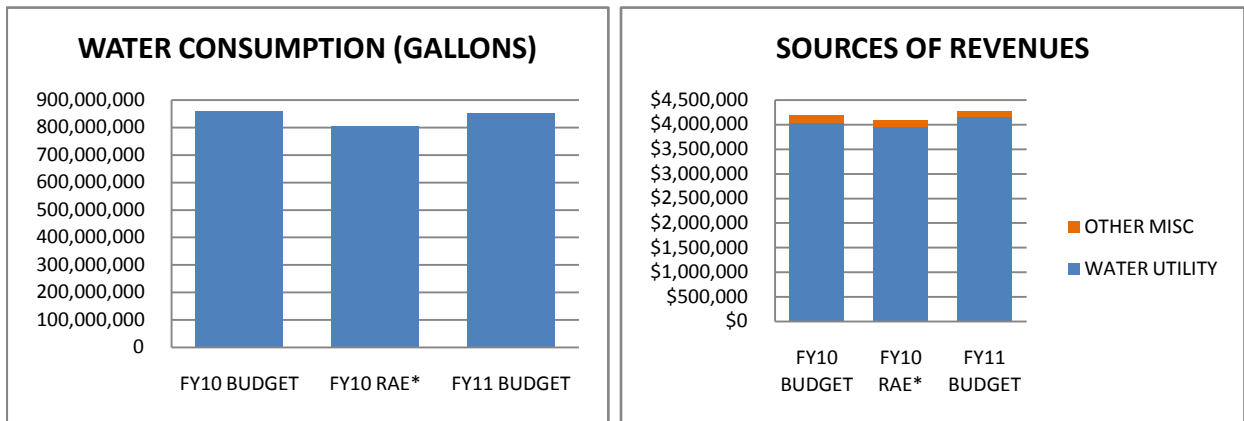 WATER CONSUMPTION (GALLONS)
900,000,000
800,000,000
700,000,000
600,000,000
500,000,000
400,000,000
300,000,000
200,000,000
100,000,000
0
FY10 BUDGET FY10 RAE* FY11 BUDGET
SOURCES OF REVENUES
$4,500,000
$4,000,000
$3,500,000
$3,000,000
$2,500,000
$2,000,000
$1,500,000
$1,000,000
$500,000
$0
FY10 FY10 FY11
BUDGET RAE* BUDGET
OTHER MISC
WATER UTILITY